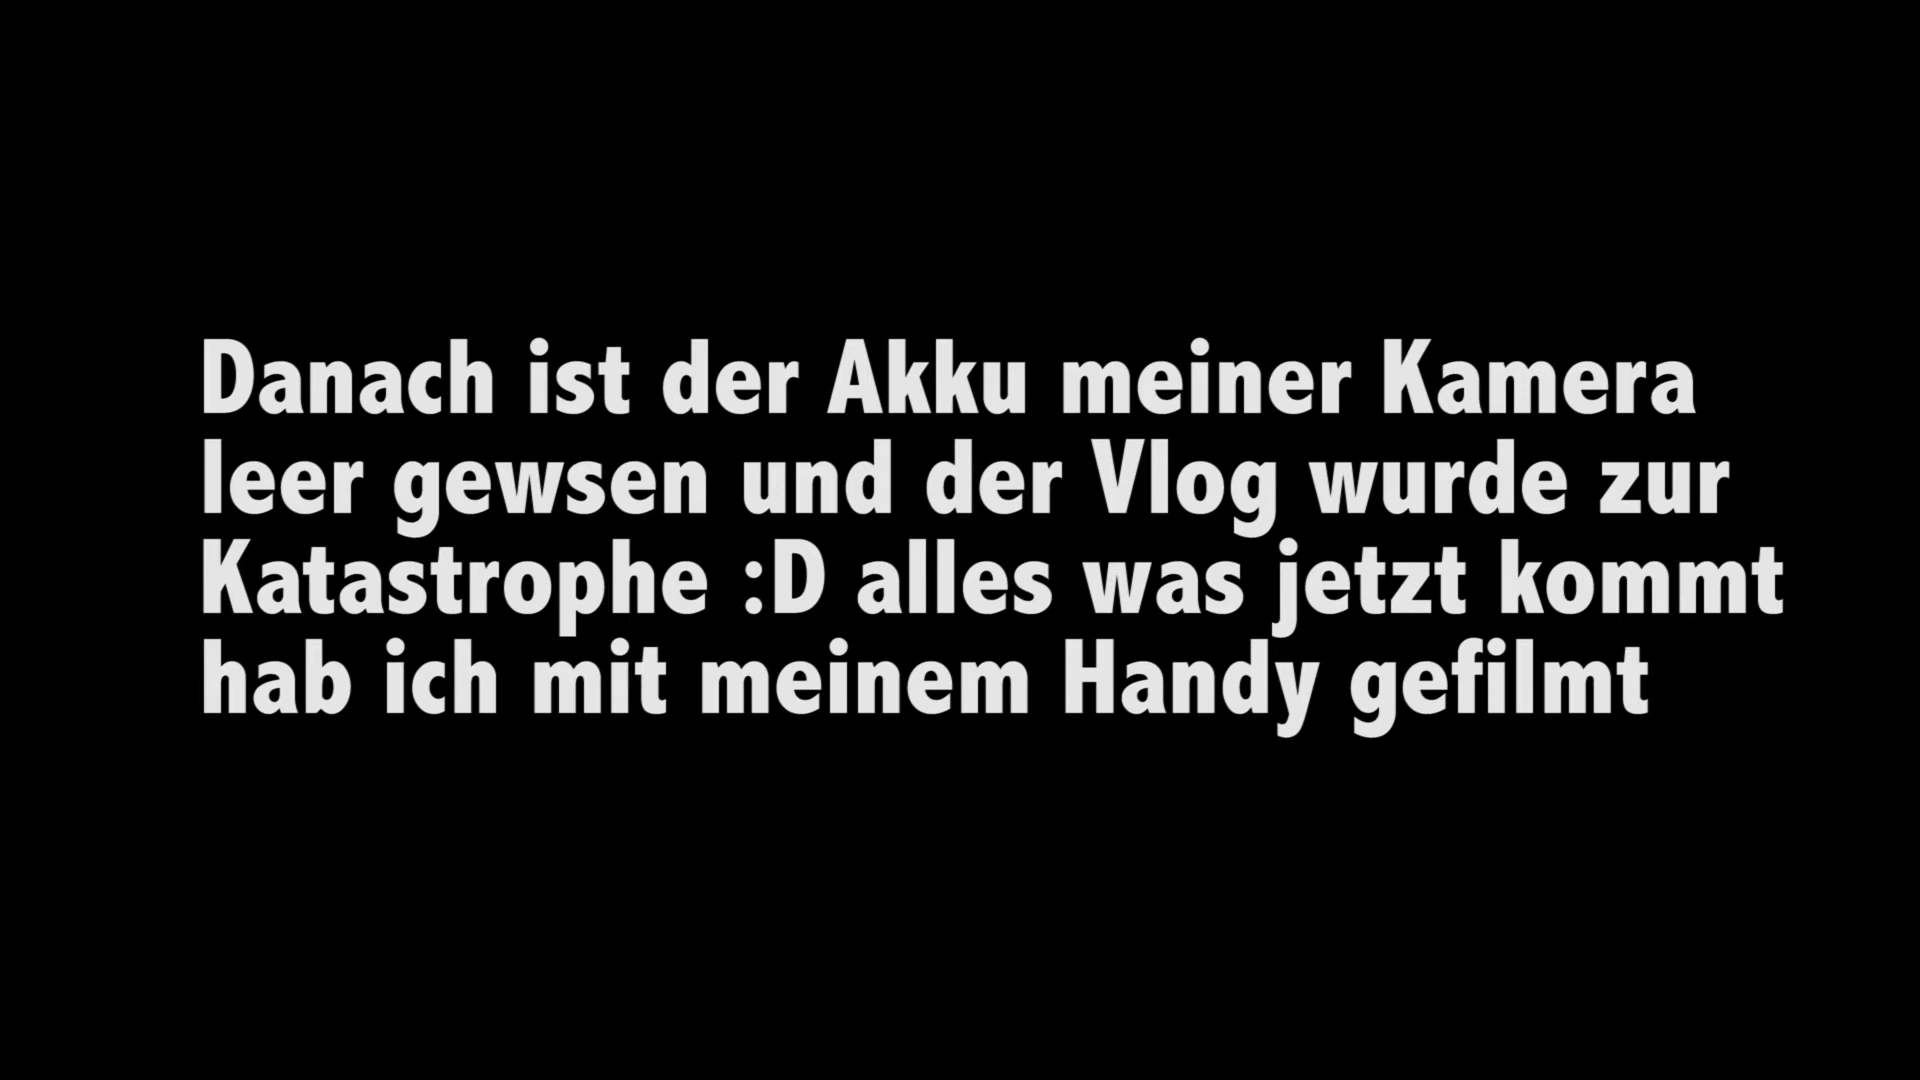 Danach ist der Akku meiner Kamera
leer gewsen und der Vlog wurde zur
Katastrophe :D alles was jetzt kommt
hab ich mit meinem Handy gefilmt